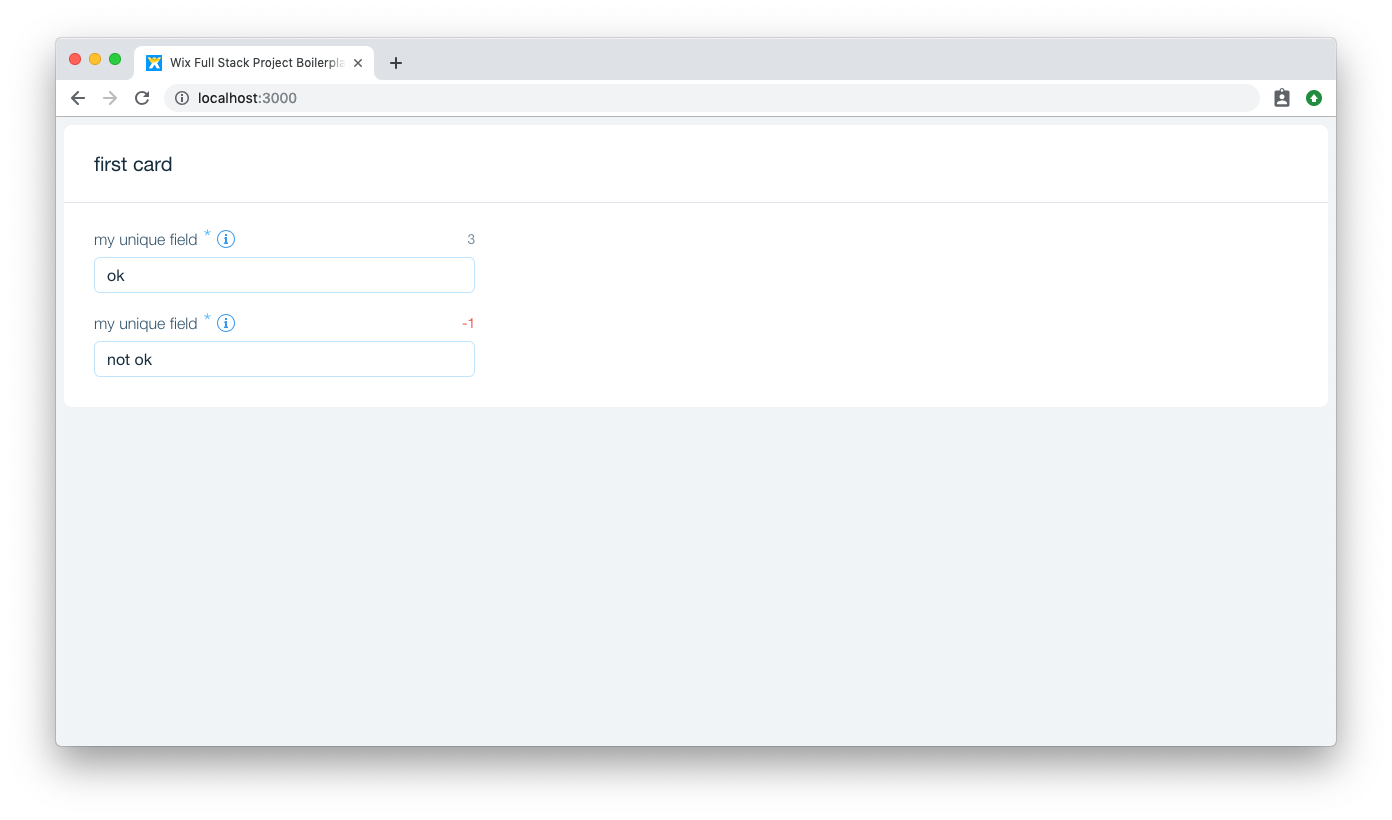 Wix Full Stack Project Boilerpla
localhost:3000
first card
my unique field * 3
ok
my unique field * -1
not ok